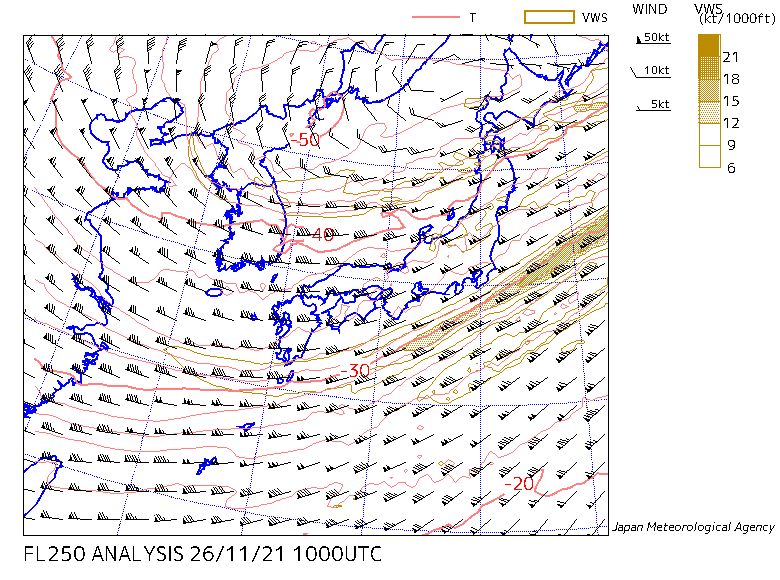 T VWS
WIND VWS
(kt/1000ft)
50kt
10kt
5kt
21
18
15
12
9
6
-50
-40
-30
-20
Japan Meteorological Agency
FL250 ANALYSIS 26/11/21 1000UTC